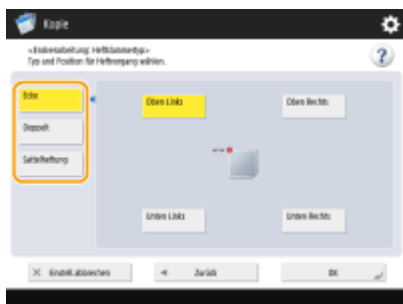 Kopie
<Endverarbeitung: Heftklammertyp>
Typ und Position für Heftvorgang wählen.
Ecke
Oben Links
Oben Rechts
Doppelt
Sattelheftung
Unten Links
Unten Rechts
Einstell. abbrechen
Zurück
OK